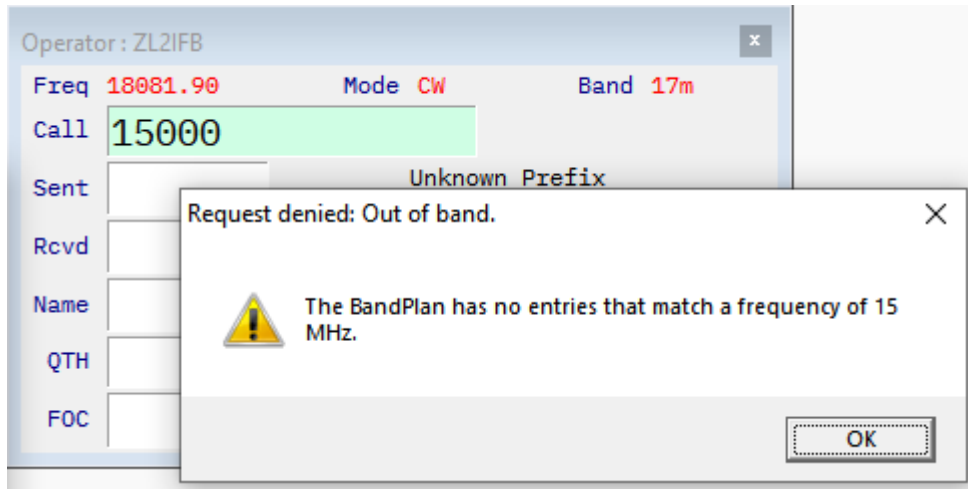 Operator : ZL2IFB
x
Freq 18081.90 Mode CW Band 17m
Call 15000
Sent Unknown Prefix
Request denied: Out of band.
Rcvd
Name
The BandPlan has no entries that match a frequency of 15
MHz.
QTH
FOC
OK